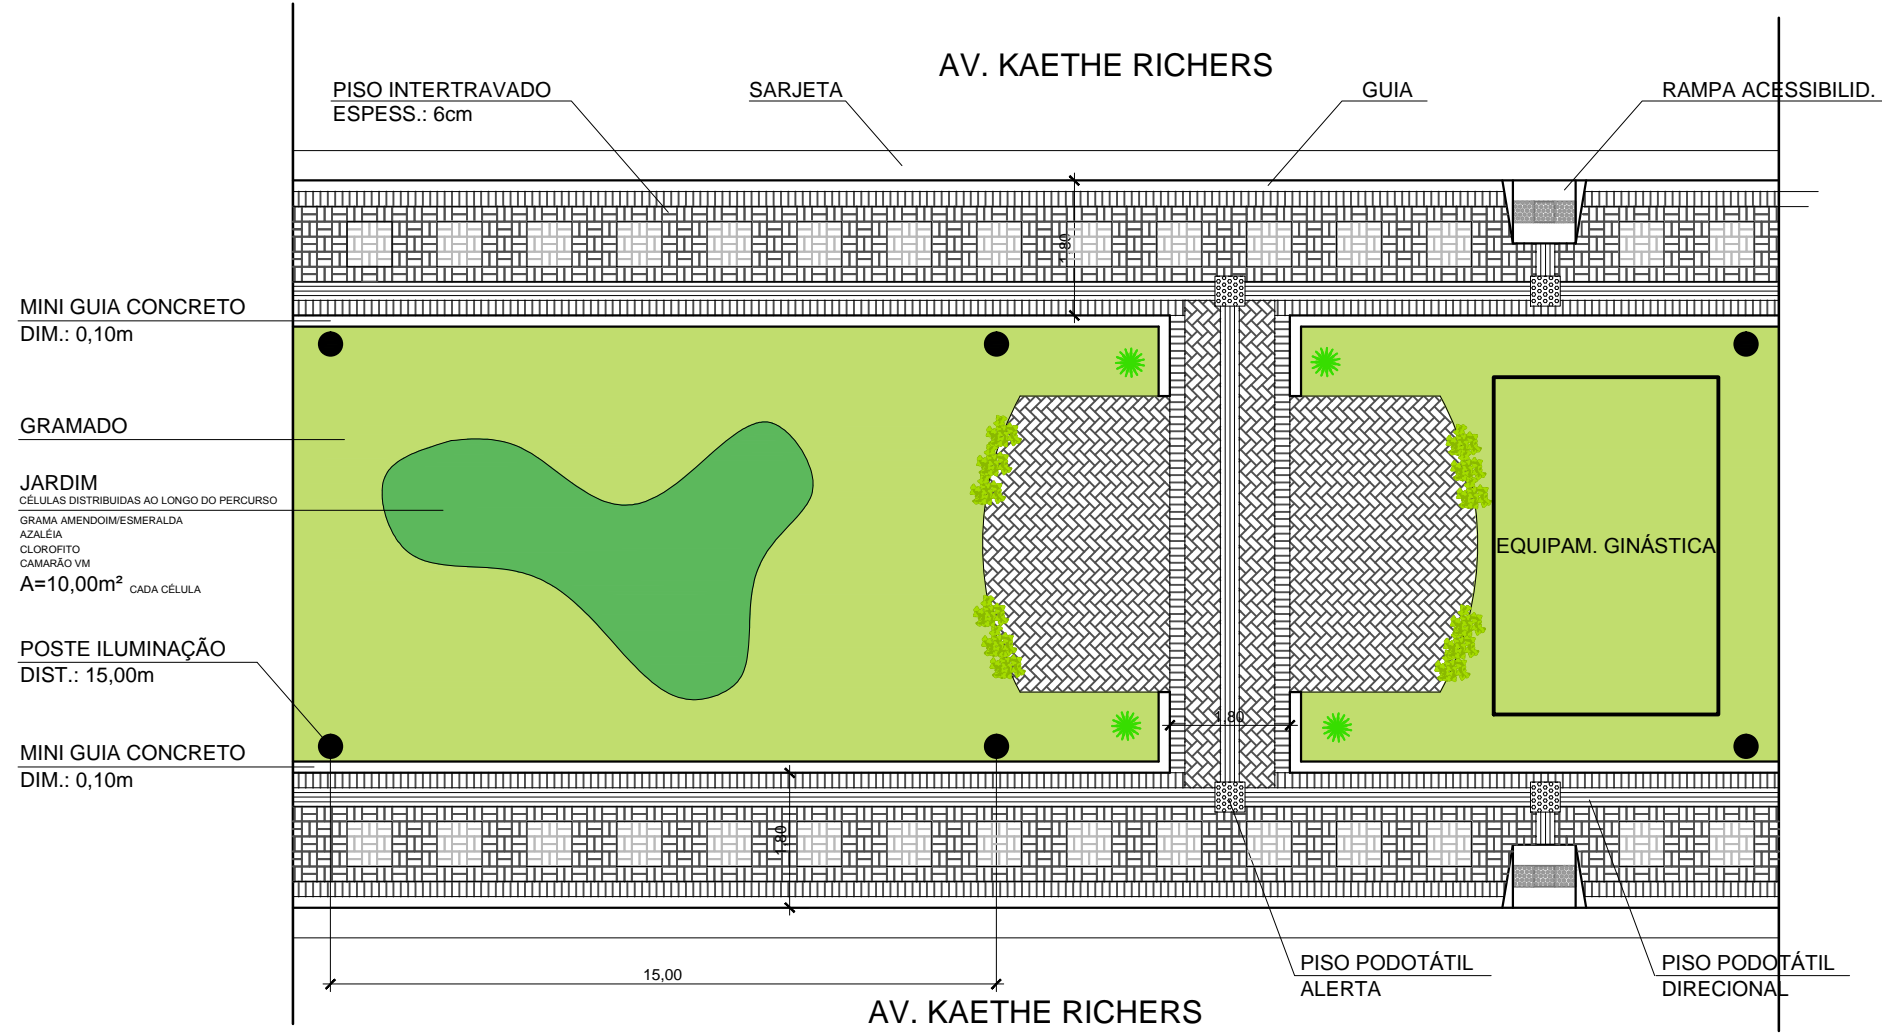 AV. KAETHE RICHERS
PISO INTERTRAVADO
ESPESS.: 6cm
SARJETA
GUIA
RAMPA ACESSIBILID.
1,80
MINI GUIA CONCRETO
DIM.: 0,10m
GRAMADO
JARDIM
CÉLULAS DISTRIBUIDAS AO LONGO DO PERCURSO
GRAMA AMENDOIM/ESMERALDA
AZALÉIA
CLOROFITO
CAMARÃO VM
A=10,00m² CADA CÉLULA
EQUIPAM. GINÁSTICA
POSTE ILUMINAÇÃO
DIST.: 15,00m
1,80
MINI GUIA CONCRETO
DIM.: 0,10m
1,80
15,00
PISO PODOTÁTIL
ALERTA
PISO PODOTÁTIL
DIRECIONAL
AV. KAETHE RICHERS